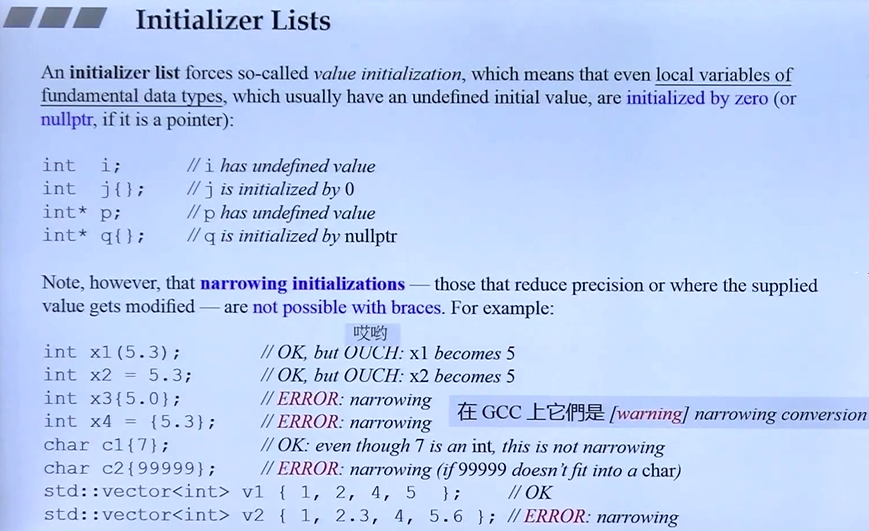 Initializer Lists
An initializer list forces so-called value initialization, which means that even local variables of
fundamental data types, which usually have an undefined initial value, are initialized by zero (or
nullptr, if it is a pointer):
int i; // i has undefined value
int j{}; // j is initialized by 0
int* p; // p has undefined value
int* q{}; // q is initialized by nullptr
Note, however, that narrowing initializations — those that reduce precision or where the supplied
value gets modified — are not possible with braces. For example:
哎喲
int x1(5.3); // OK, but OUCH: x1 becomes 5
int x2 = 5.3; // OK, but OUCH: x2 becomes 5
int x3{5.0}; // ERROR: narrowing
在 GCC 上它們是 [warning] narrowing conversion
int x4 = {5.3}; // ERROR: narrowing
char c1{7}; // OK: even though 7 is an int, this is not narrowing
char c2{99999}; // ERROR: narrowing (if 99999 doesn't fit into a char)
std::vector<int> v1 { 1, 2, 4, 5 }; // OK
std::vector<int> v2 { 1, 2.3, 4, 5.6 }; // ERROR: narrowing